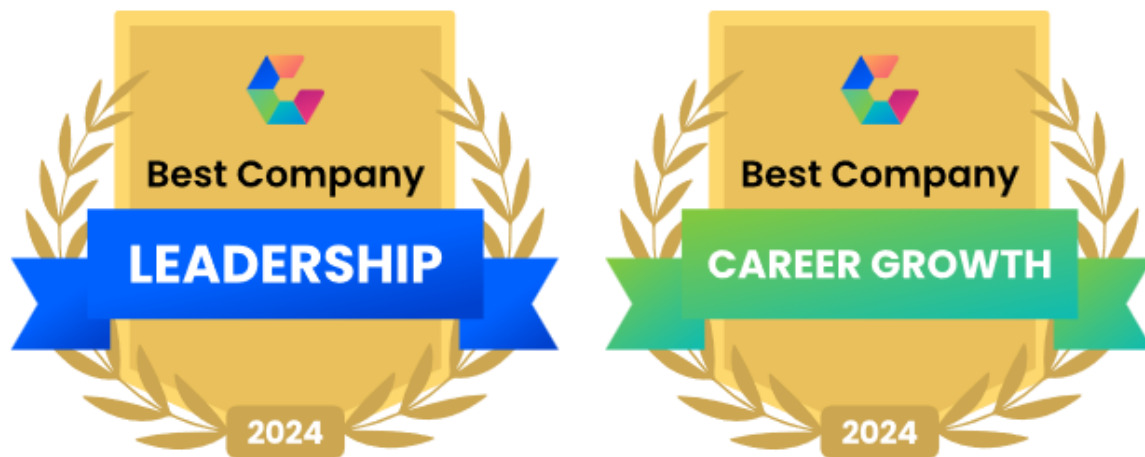 Best Company
LEADERSHIP
2024
Best Company
CAREER GROWTH
2024